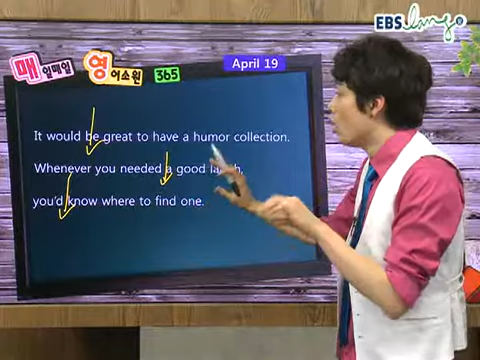 EBS lang
매일매일
영어소원 365
April 19
It would be great to have a humor collection.
Whenever you needed a good laugh,
you'd know where to find one.
EBS